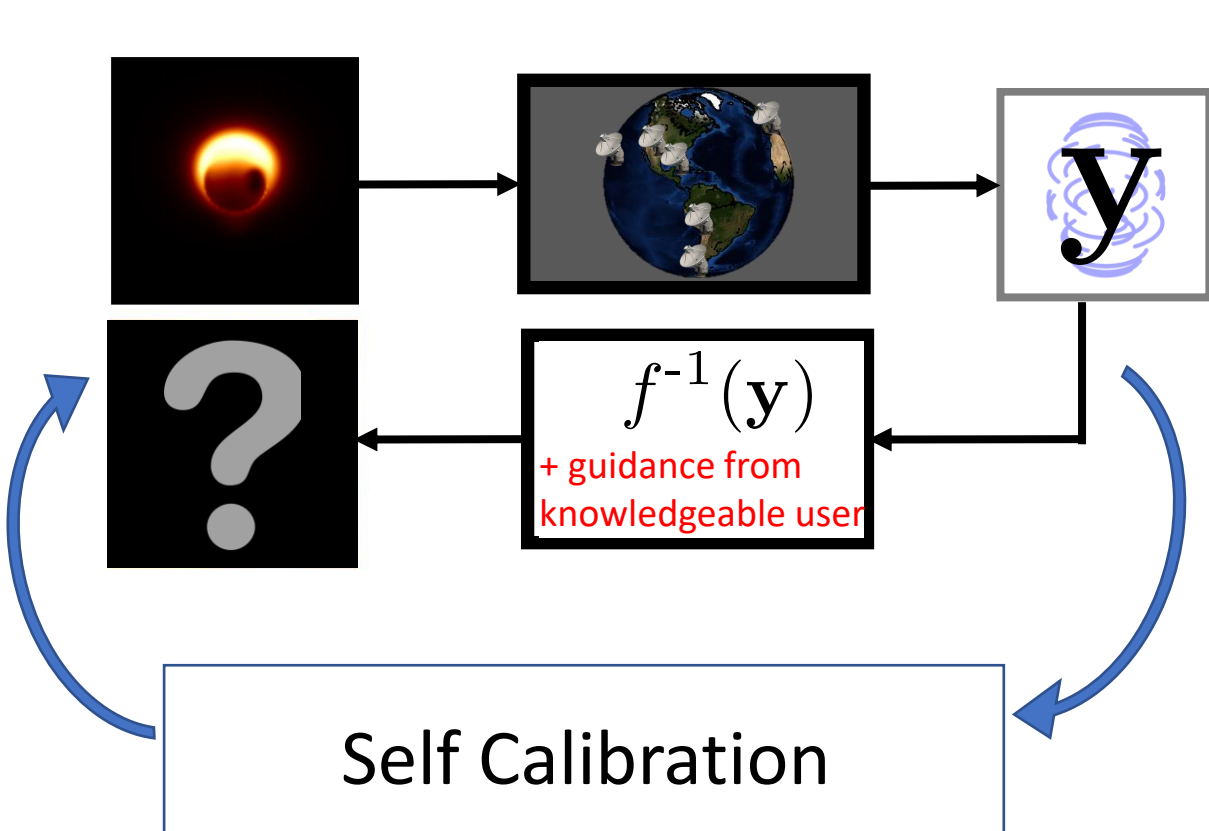 y
?
f⁻¹(y)
+ guidance from
knowledgeable user
Self Calibration